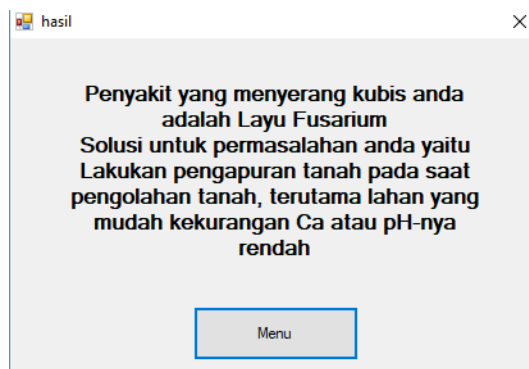 hasil
Penyakit yang menyerang kubis anda
adalah Layu Fusarium
Solusi untuk permasalahan anda yaitu
Lakukan pengapuran tanah pada saat
pengolahan tanah, terutama lahan yang
mudah kekurangan Ca atau pH-nya
rendah
Menu